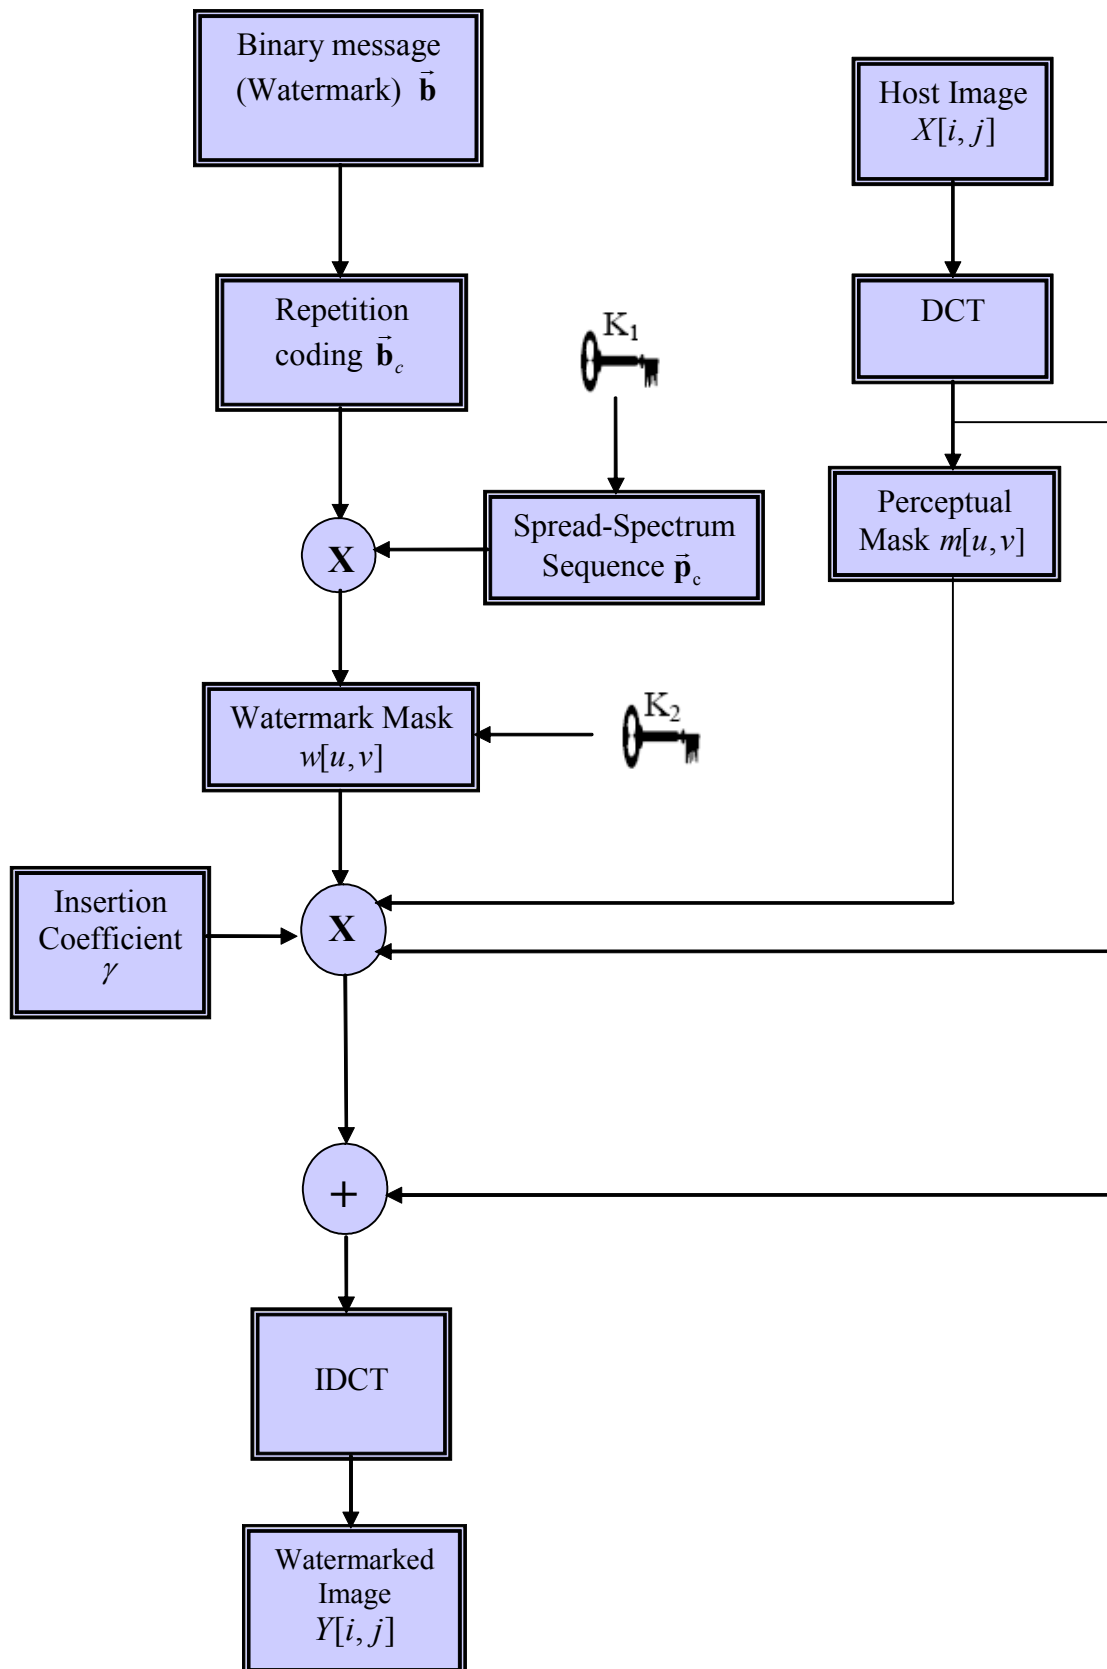 Binary message
(Watermark) b⃗
Host Image
X[i, j]
Repetition
coding b⃗c
K1
DCT
Spread-Spectrum
Sequence p⃗c
Perceptual
Mask m[u,v]
X
Watermark Mask
w[u,v]
K2
Insertion
Coefficient
γ
X
+
IDCT
Watermarked
Image
Y[i, j]